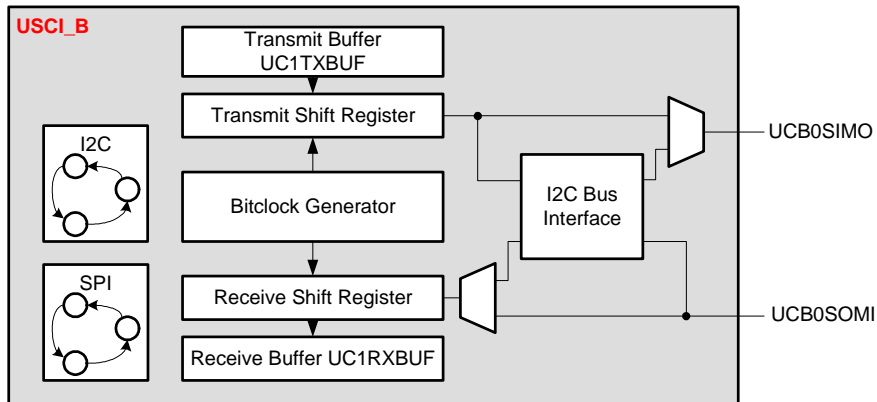 USCI_B
Transmit Buffer
UC1TXBUF
Transmit Shift Register
UCB0SIMO
I2C
I2C Bus
Interface
Bitclock Generator
SPI
Receive Shift Register
UCB0SOMI
Receive Buffer UC1RXBUF